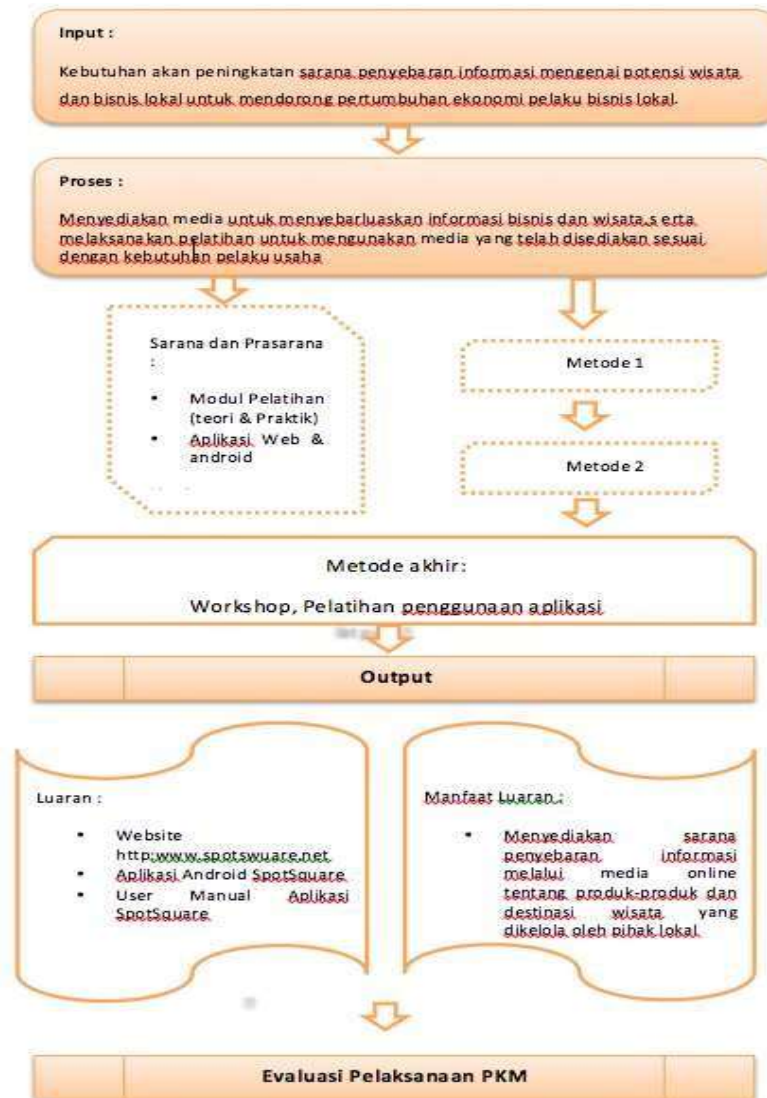 Input :
Kebutuhan akan peningkatan sarana penyebaran informasi mengenai potensi wisata
dan bisnis lokal untuk mendorong pertumbuhan ekonomi pelaku bisnis lokal.
Proses :
Menyediakan media untuk menyebarluaskan informasi bisnis dan wisata,s erta
melaksanakan pelatihan untuk mengunakan media yang telah disediakan sesuai
dengan kebutuhan pelaku usaha
Sarana dan Prasarana
:
• Modul Pelatihan
(teori & Praktik)
• Aplikasi Web &
android
Metode 1
Metode 2
Metode akhir:
Workshop, Pelatihan penggunaan aplikasi
Output
Luaran :
• Website
http:www.spotswuare.net
• Aplikasi Android SpotSquare
• User Manual Aplikasi
SpotSquare
Manfaat Luaran :
• Menyediakan sarana
penyebaran informasi
melalui media online
tentang produk-produk dan
destinasi wisata yang
dikelola oleh pihak lokal
Evaluasi Pelaksanaan PKM